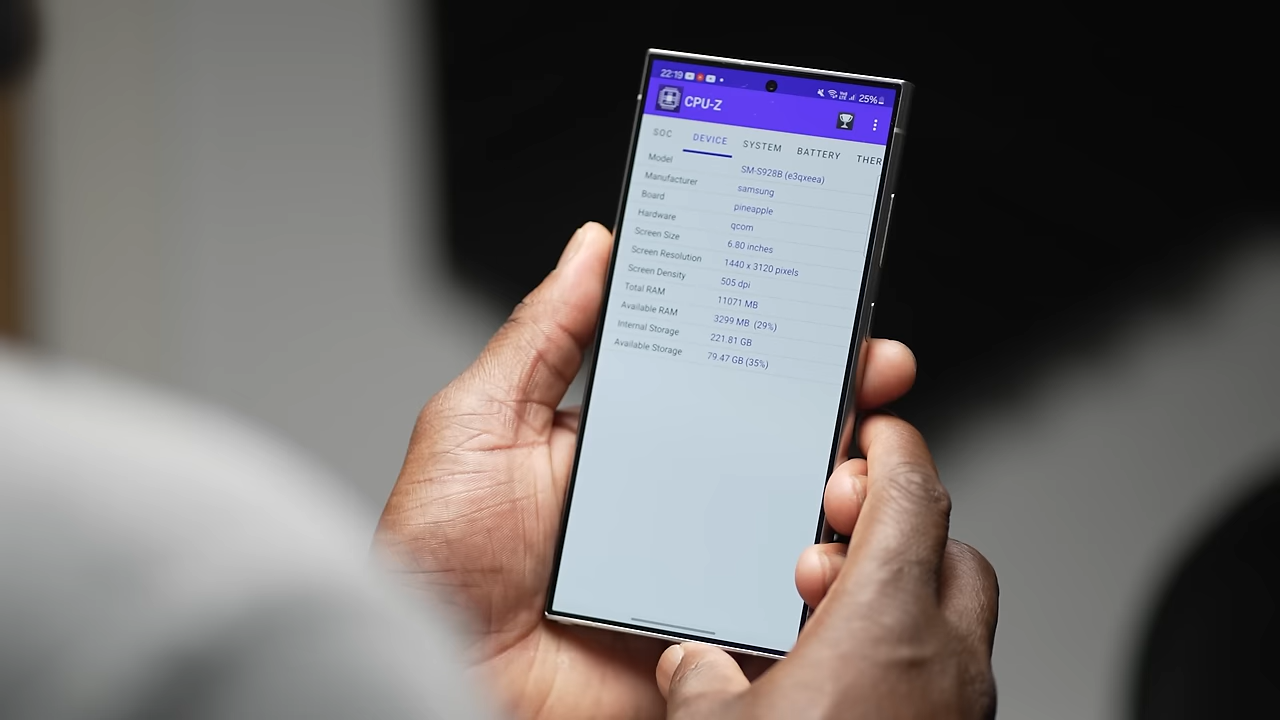 22:19 25%
CPU-Z
SOC DEVICE SYSTEM BATTERY THER
Model SM-S928B (e3qxeea)
Manufacturer samsung
Board pineapple
Hardware qcom
Screen Size 6.80 inches
Screen Resolution 1440 x 3120 pixels
Screen Density 505 dpi
Total RAM 11071 MB
Available RAM 3299 MB (29%)
Internal Storage 221.81 GB
Available Storage 79.47 GB (35%)